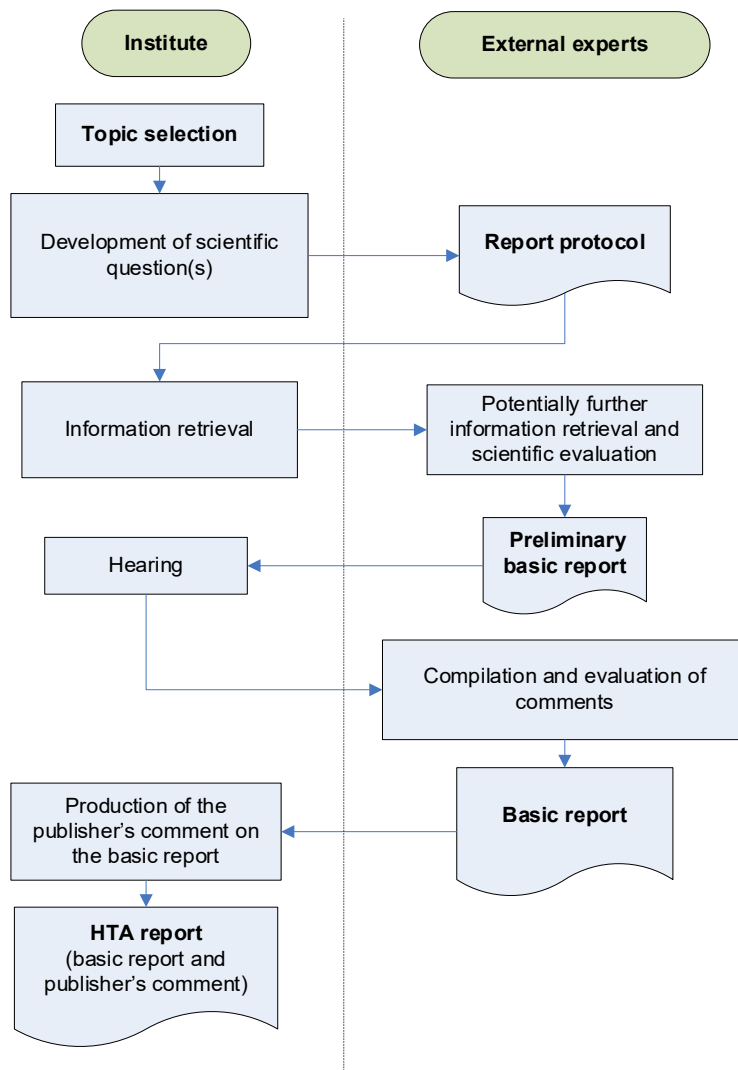 Institute
External experts
Topic selection
Development of scientific
question(s)
Report protocol
Information retrieval
Potentially further
information retrieval and
scientific evaluation
Preliminary
basic report
Hearing
Compilation and evaluation of
comments
Basic report
Production of the
publisher’s comment on
the basic report
HTA report
(basic report and
publisher’s comment)